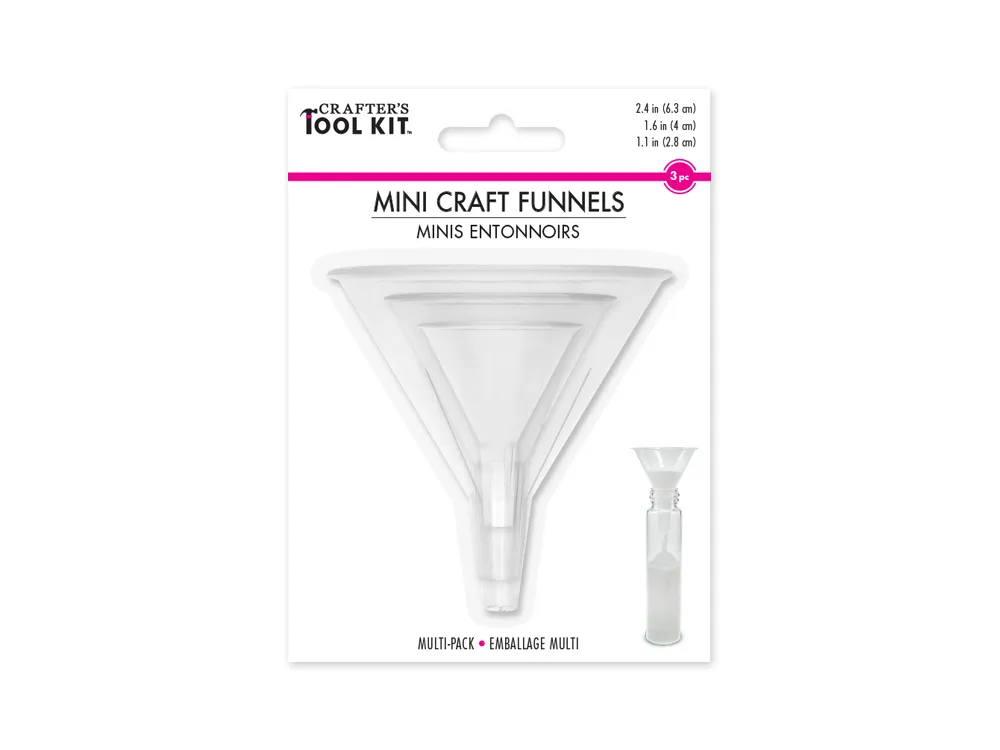 CRAFTER'S
TOOL KIT™
2.4 in (6.3 cm)
1.6 in (4 cm)
1.1 in (2.8 cm)
3 pc
MINI CRAFT FUNNELS
MINIS ENTONNOIRS
MULTI-PACK • EMBALLAGE MULTI